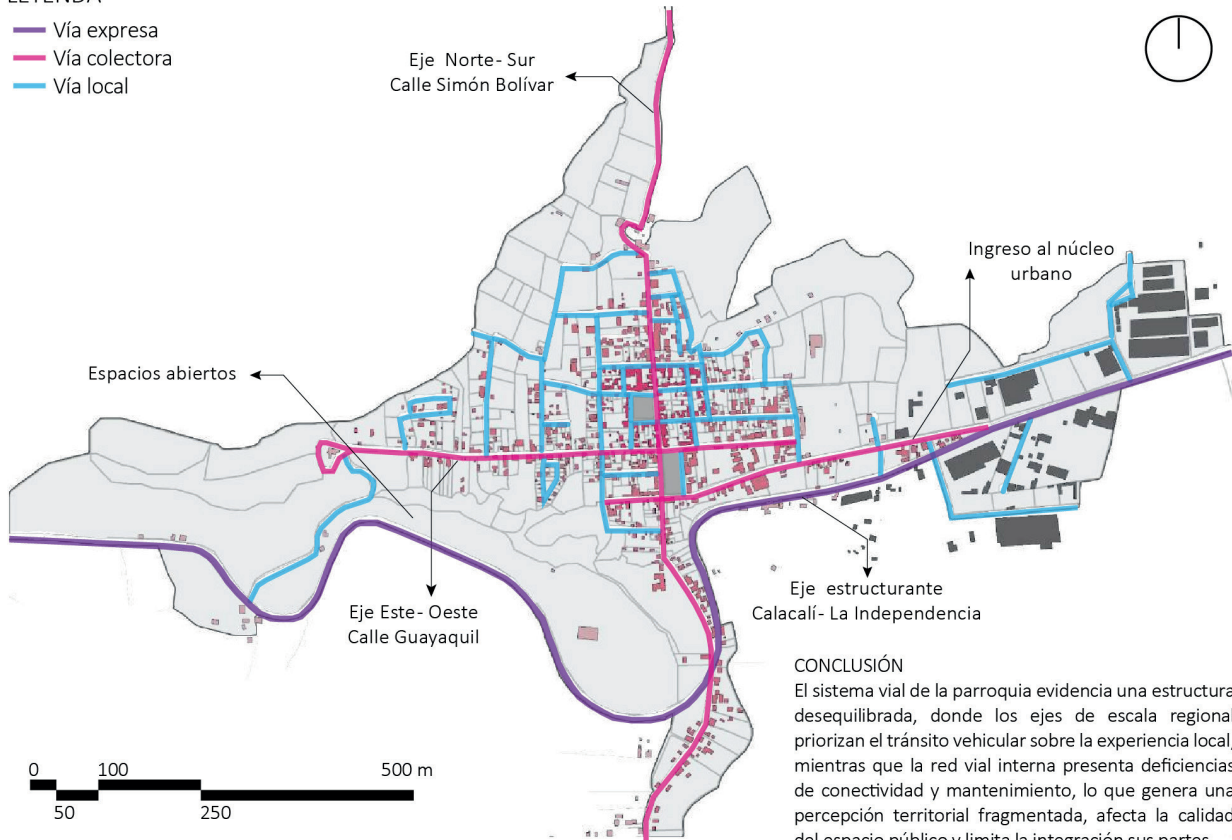 LEYENDA
Vía expresa
Vía colectora
Vía local
Eje Norte-Sur
Calle Simón Bolívar
Ingreso al núcleo
urbano
Espacios abiertos
Eje Este-Oeste
Calle Guayaquil
Eje estructurante
Calacalí-La Independencia
0 100 500 m
50 250
CONCLUSIÓN
El sistema vial de la parroquia evidencia una estructura
desequilibrada, donde los ejes de escala regional
priorizan el tránsito vehicular sobre la experiencia local,
mientras que la red vial interna presenta deficiencias
de conectividad y mantenimiento, lo que genera una
percepción territorial fragmentada, afecta la calidad
del espacio público y limita la integración sus partes.